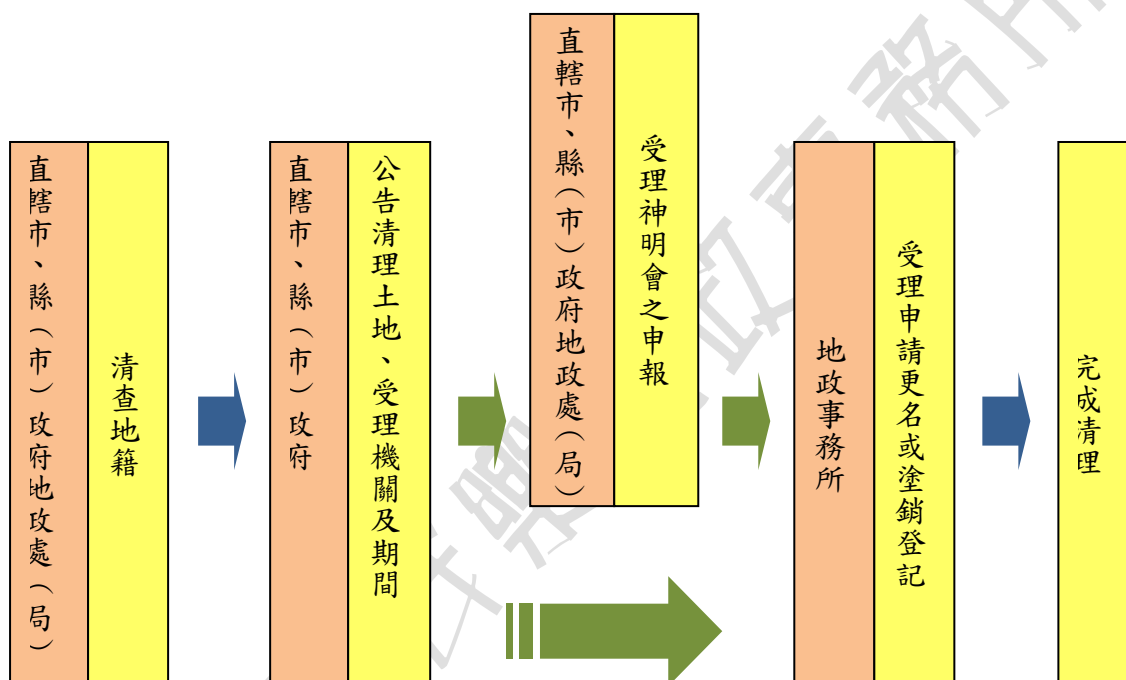 直轄市、縣（市）政府地政處（局）
清查地籍
直轄市、縣（市）政府
公告清理土地、受理機關及期間
直轄市、縣（市）政府地政處（局）
受理神明會之申報
地政事務所
受理申請更名或塗銷登記
完成清理